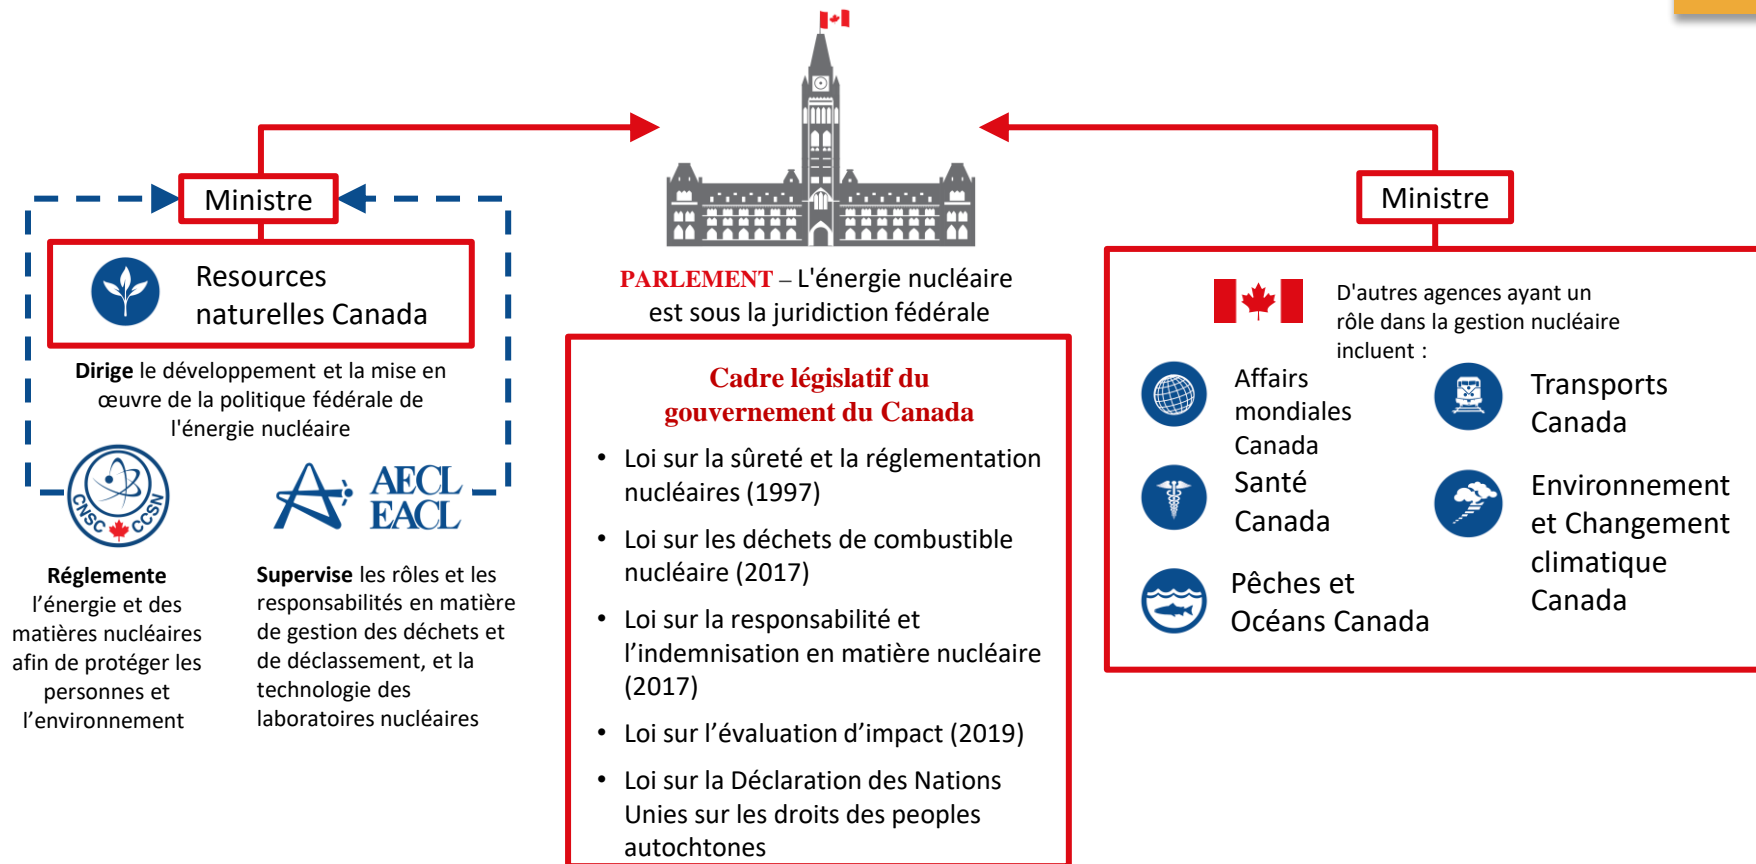 Ministre
Resources
naturelles Canada
Dirige le développement et la mise en
œuvre de la politique fédérale de
l'énergie nucléaire
CNSC CCSN
AECL
EACL
Réglemente
l’énergie et des
matières nucléaires
afin de protéger les
personnes et
l’environnement
Supervise les rôles et les
responsabilités en matière
de gestion des déchets et
de déclassement, et la
technologie des
laboratoires nucléaires
PARLEMENT – L'énergie nucléaire
est sous la juridiction fédérale
Cadre législatif du
gouvernement du Canada
• Loi sur la sûreté et la réglementation
nucléaires (1997)
• Loi sur les déchets de combustible
nucléaire (2017)
• Loi sur la responsabilité et
l’indemnisation en matière nucléaire
(2017)
• Loi sur l’évaluation d’impact (2019)
• Loi sur la Déclaration des Nations
Unies sur les droits des peuples
autochtones
Ministre
D'autres agences ayant un
rôle dans la gestion nucléaire
incluent :
Affairs
mondiales
Canada
Santé
Canada
Pêches et
Océans Canada
Transports
Canada
Environnement
et Changement
climatique
Canada